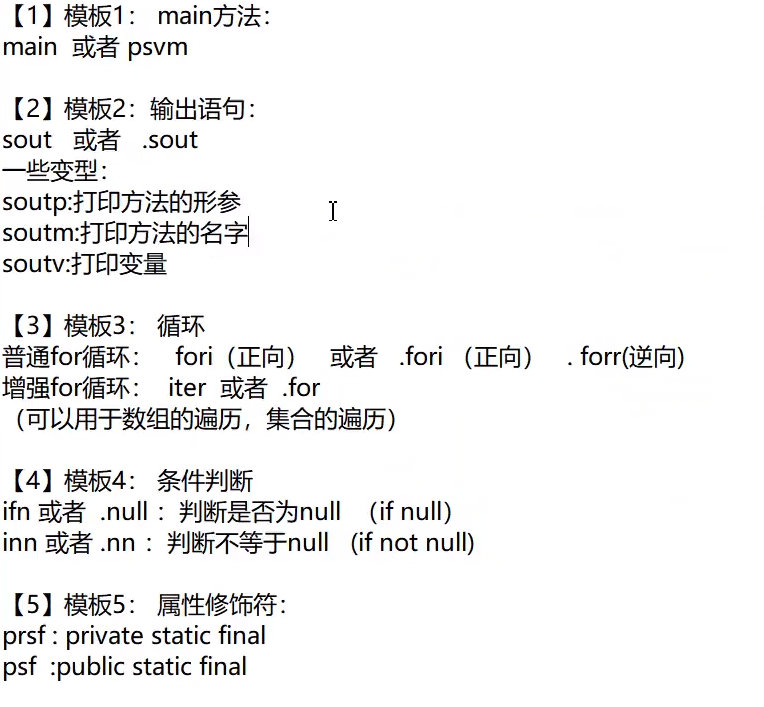 【1】模板1： main方法：
main 或者 psvm
【2】模板2：输出语句：
sout 或者 .sout
一些变型：
soutp:打印方法的形参
soutm:打印方法的名字
soutv:打印变量
【3】模板3： 循环
普通for循环： fori（正向） 或者 .fori （正向） . forr(逆向)
增强for循环： iter 或者 .for
（可以用于数组的遍历，集合的遍历）
【4】模板4： 条件判断
ifn 或者 .null ：判断是否为null （if null）
inn 或者 .nn ：判断不等于null (if not null)
【5】模板5： 属性修饰符：
prsf : private static final
psf :public static final